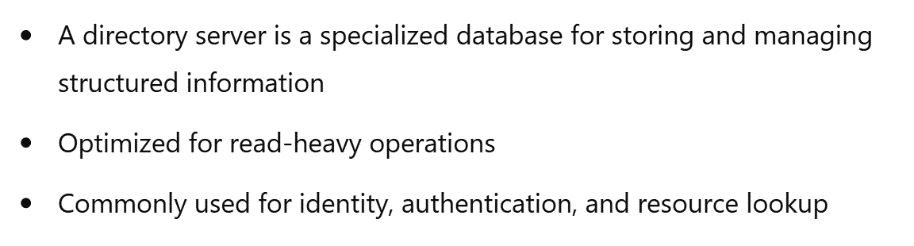 • A directory server is a specialized database for storing and managing
structured information
• Optimized for read-heavy operations
• Commonly used for identity, authentication, and resource lookup